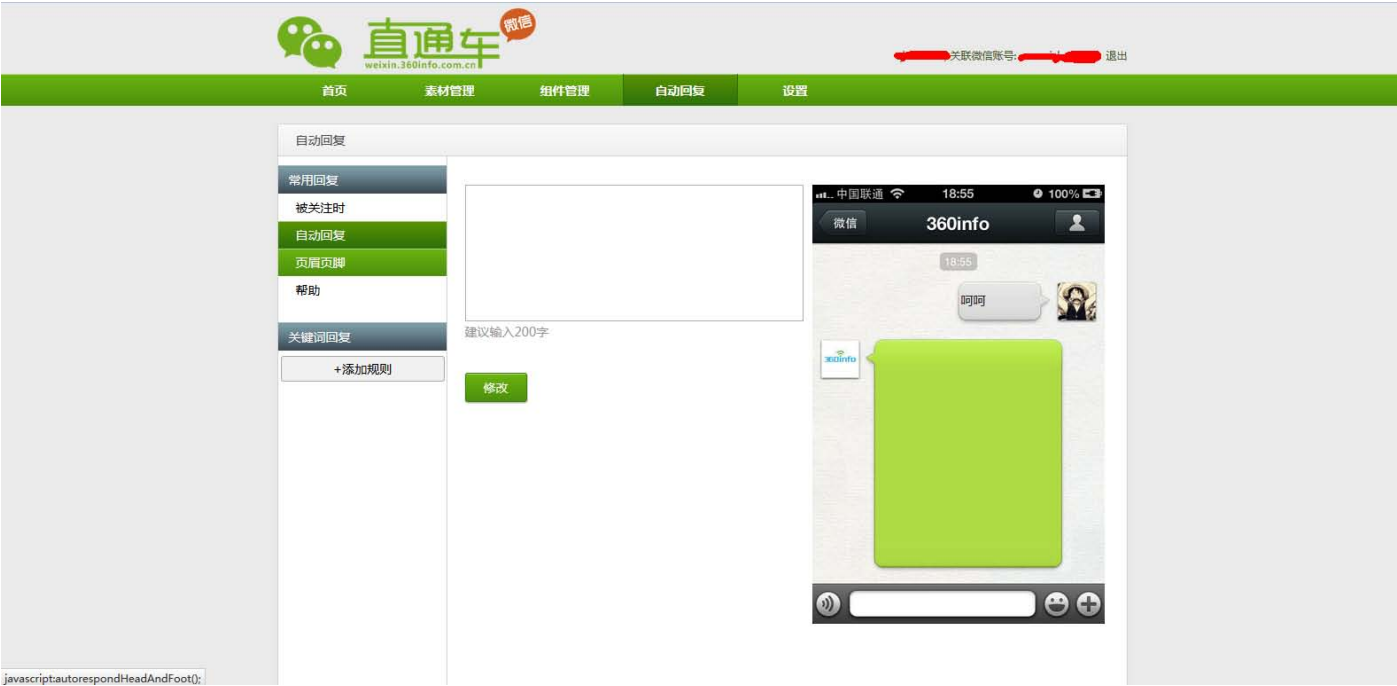 微信
直通车
weixin.360info.com.cn
关联微信账号: 退出
首页 素材管理 组件管理 自动回复 设置
自动回复
常用回复
被关注时
自动回复
页眉页脚
帮助
关键词回复
+添加规则
建议输入200字
修改
中国联通 18:55 100%
微信 360info
18:55
呵呵
360info
javascript:autorespondHeadAndFoot();